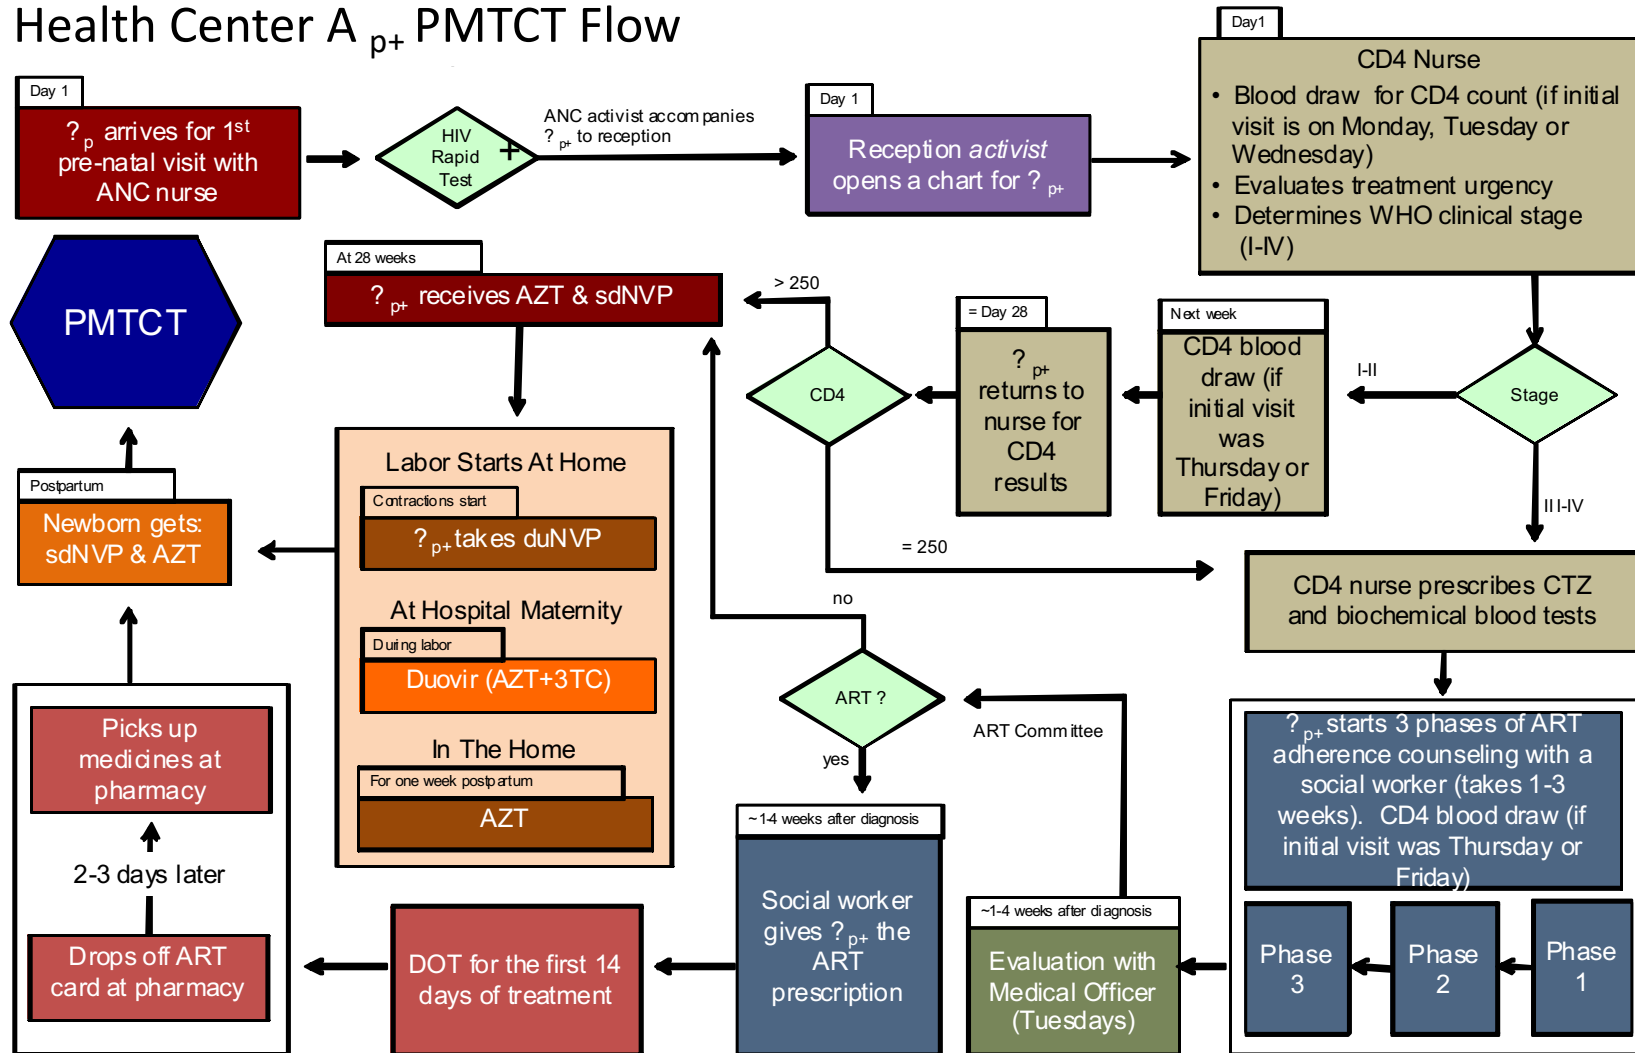 Health Center A p+ PMTCT Flow
Day 1
?p arrives for 1st
pre-natal visit with
ANC nurse
HIV
Rapid
Test
+
ANC activist accompanies
?p+ to reception
Day 1
Reception activist
opens a chart for ?p+
Day1
CD4 Nurse
• Blood draw for CD4 count (if initial
visit is on Monday, Tuesday or
Wednesday)
• Evaluates treatment urgency
• Determines WHO clinical stage
(I-IV)
PMTCT
At 28 weeks
?p+ receives AZT & sdNVP
> 250
CD4
= 250
= Day 28
?p+
returns to
nurse for
CD4
results
Next week
CD4 blood
draw (if
initial visit
was
Thursday or
Friday)
I-II
Stage
III-IV
CD4 nurse prescribes CTZ
and biochemical blood tests
Postpartum
Newborn gets:
sdNVP & AZT
Labor Starts At Home
Contractions start
?p+ takes duNVP
At Hospital Maternity
During labor
Duovir (AZT+3TC)
In The Home
For one week postpartum
AZT
no
ART ?
yes
ART Committee
?p+ starts 3 phases of ART
adherence counseling with a
social worker (takes 1-3
weeks). CD4 blood draw (if
initial visit was Thursday or
Friday)
Phase
1
Phase
2
Phase
3
~1-4 weeks after diagnosis
Evaluation with
Medical Officer
(Tuesdays)
~1-4 weeks after diagnosis
Social worker
gives ?p+ the
ART
prescription
DOT for the first 14
days of treatment
Drops off ART
card at pharmacy
2-3 days later
Picks up
medicines at
pharmacy